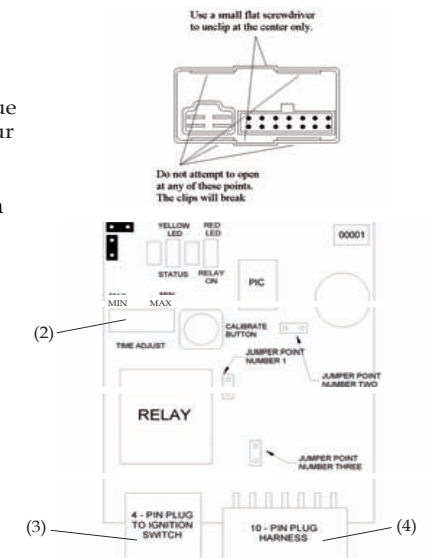 Use a small flat screwdriver
to unclip at the center only.
ue
ur
Do not attempt to open
at any of these points.
The clips will break
n
YELLOW
LED
RED
LED
00001
STATUS
RELAY
ON
PIC
MIN
MAX
(2)
TIME ADJUST
CALIBRATE
BUTTON
JUMPER POINT
NUMBER 1
JUMPER POINT
NUMBER TWO
RELAY
JUMPER POINT
NUMBER THREE
(3)
4 - PIN PLUG
TO IGNITION
SWITCH
10 - PIN PLUG
HARNESS
(4)